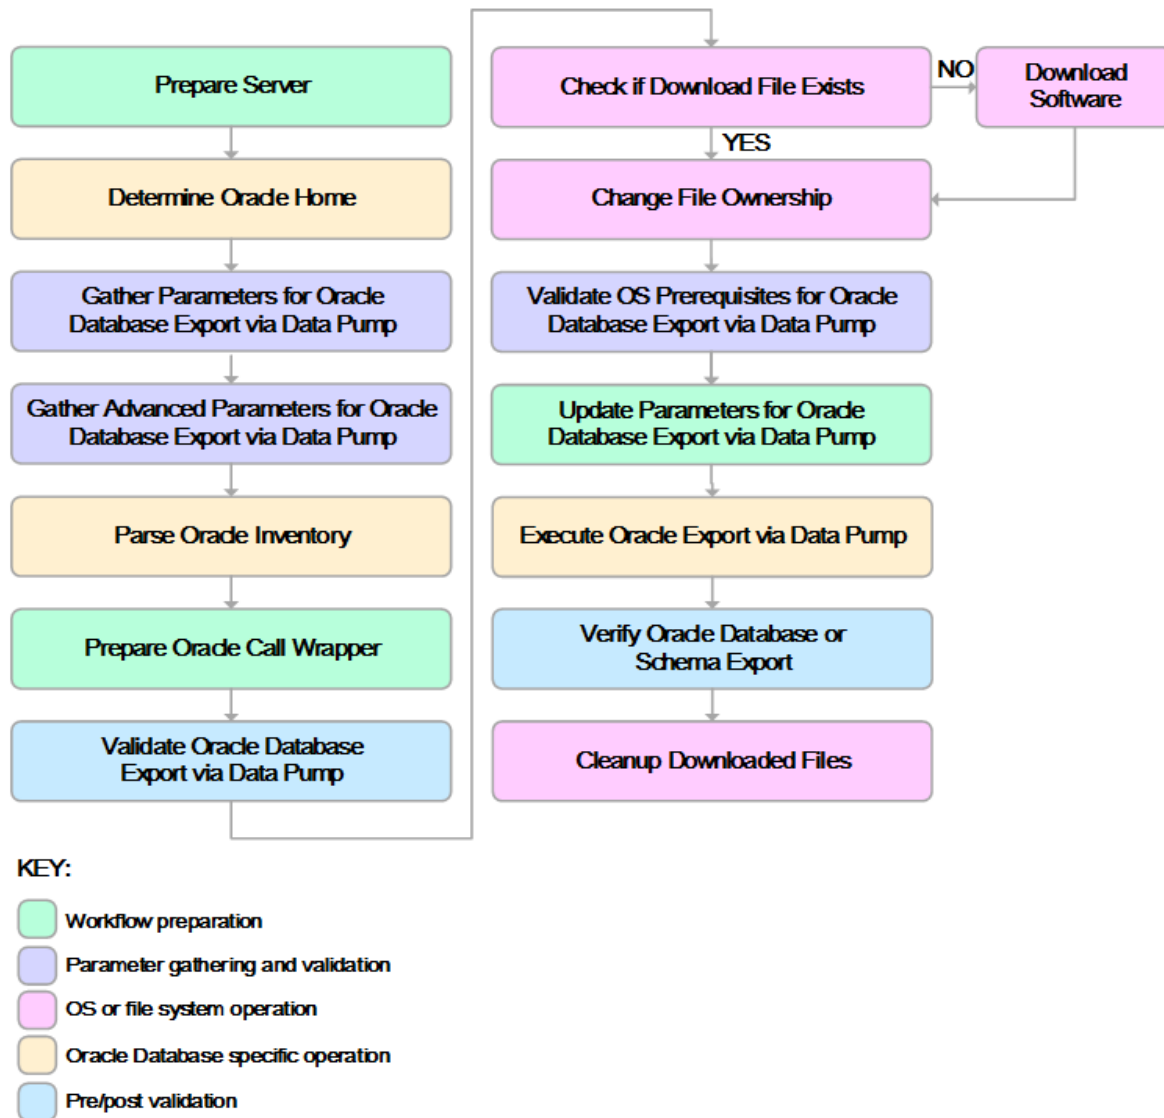 Prepare Server
Determine Oracle Home
Gather Parameters for Oracle
Database Export via Data Pump
Gather Advanced Parameters for Oracle
Database Export via Data Pump
Parse Oracle Inventory
Prepare Oracle Call Wrapper
Validate Oracle Database
Export via Data Pump
Check if Download File Exists
NO
Download
Software
YES
Change File Ownership
Validate OS Prerequisites for Oracle
Database Export via Data Pump
Update Parameters for Oracle
Database Export via Data Pump
Execute Oracle Export via Data Pump
Verify Oracle Database or
Schema Export
Cleanup Downloaded Files
KEY:
Workflow preparation
Parameter gathering and validation
OS or file system operation
Oracle Database specific operation
Pre/post validation